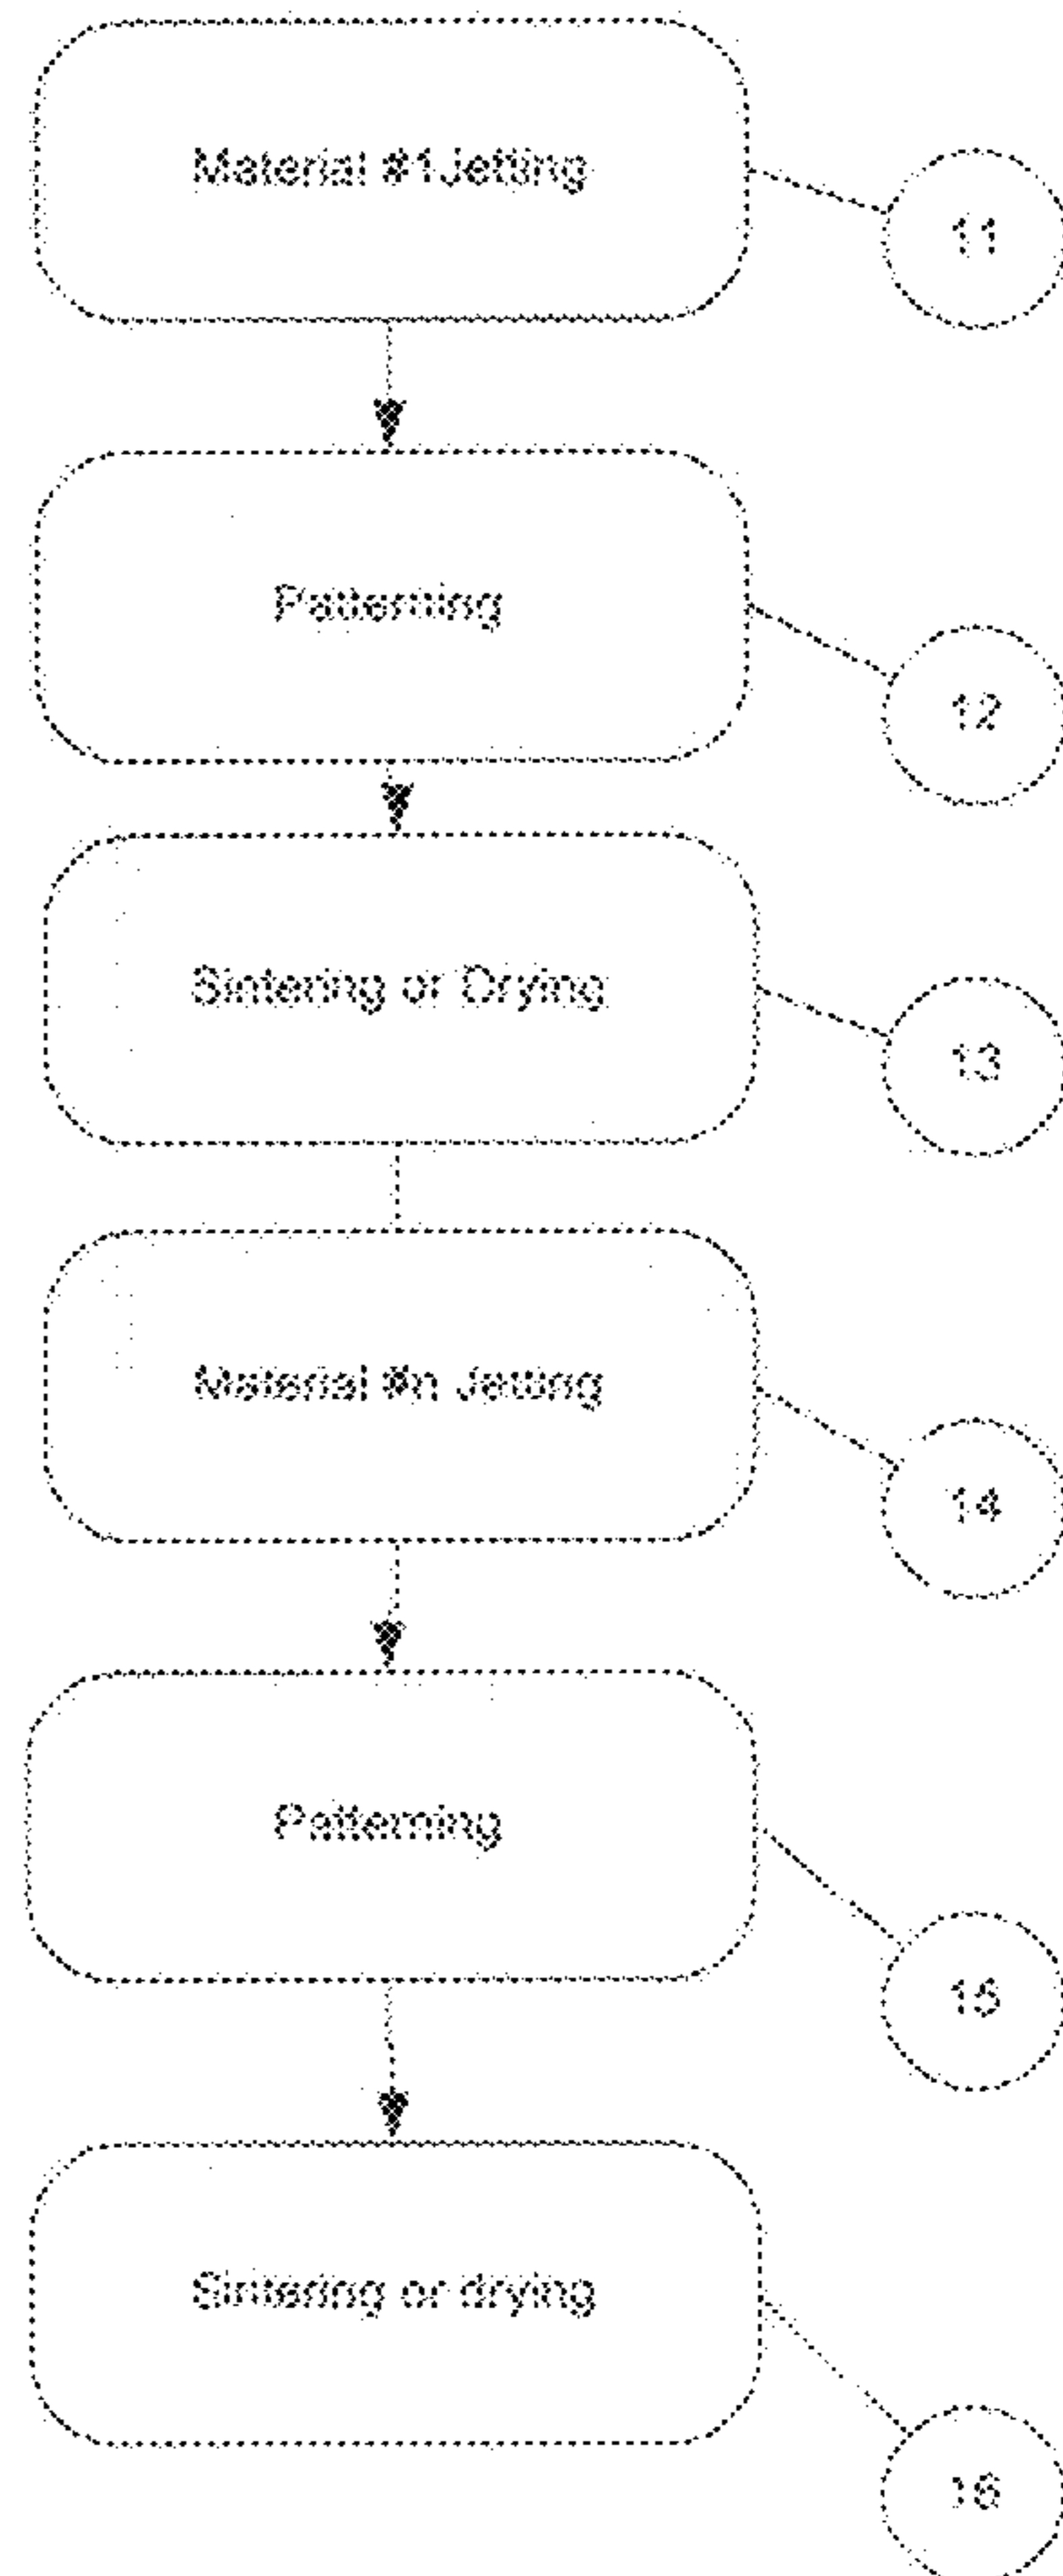 Material #1Jetting
11
Patterning
12
Sintering or Drying
13
Material #n Jetting
14
Patterning
15
Sintering or drying
16